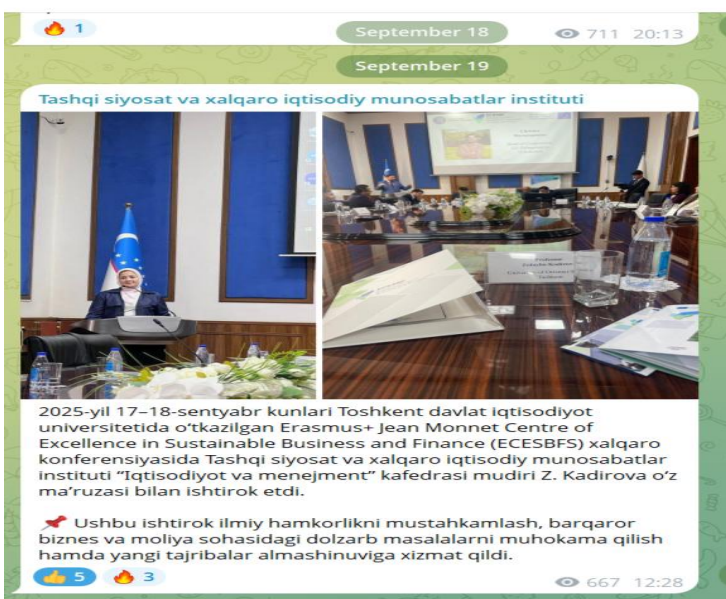 🔥 1
September 18
711 20:13
September 19
Tashqi siyosat va xalqaro iqtisodiy munosabatlar instituti
2025-yil 17–18-sentyabr kunlari Toshkent davlat iqtisodiyot
universitetida o‘tkazilgan Erasmus+ Jean Monnet Centre of
Excellence in Sustainable Business and Finance (ECESBFS) xalqaro
konferensiyasida Tashqi siyosat va xalqaro iqtisodiy munosabatlar
instituti “Iqtisodiyot va menejment” kafedrasi mudiri Z. Kadirova o‘z
ma’ruzasi bilan ishtirok etdi.
📌 Ushbu ishtirok ilmiy hamkorlikni mustahkamlash, barqaror
biznes va moliya sohasidagi dolzarb masalalarni muhokama qilish
hamda yangi tajribalar almashinuviga xizmat qildi.
👍 5 🔥 3
667 12:28